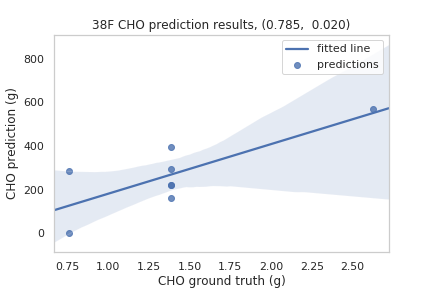 38F CHO prediction results, (0.785,  0.020)
fitted line
predictions
CHO prediction (g)
800
600
400
200
0
0.75 1.00 1.25 1.50 1.75 2.00 2.25 2.50
CHO ground truth (g)